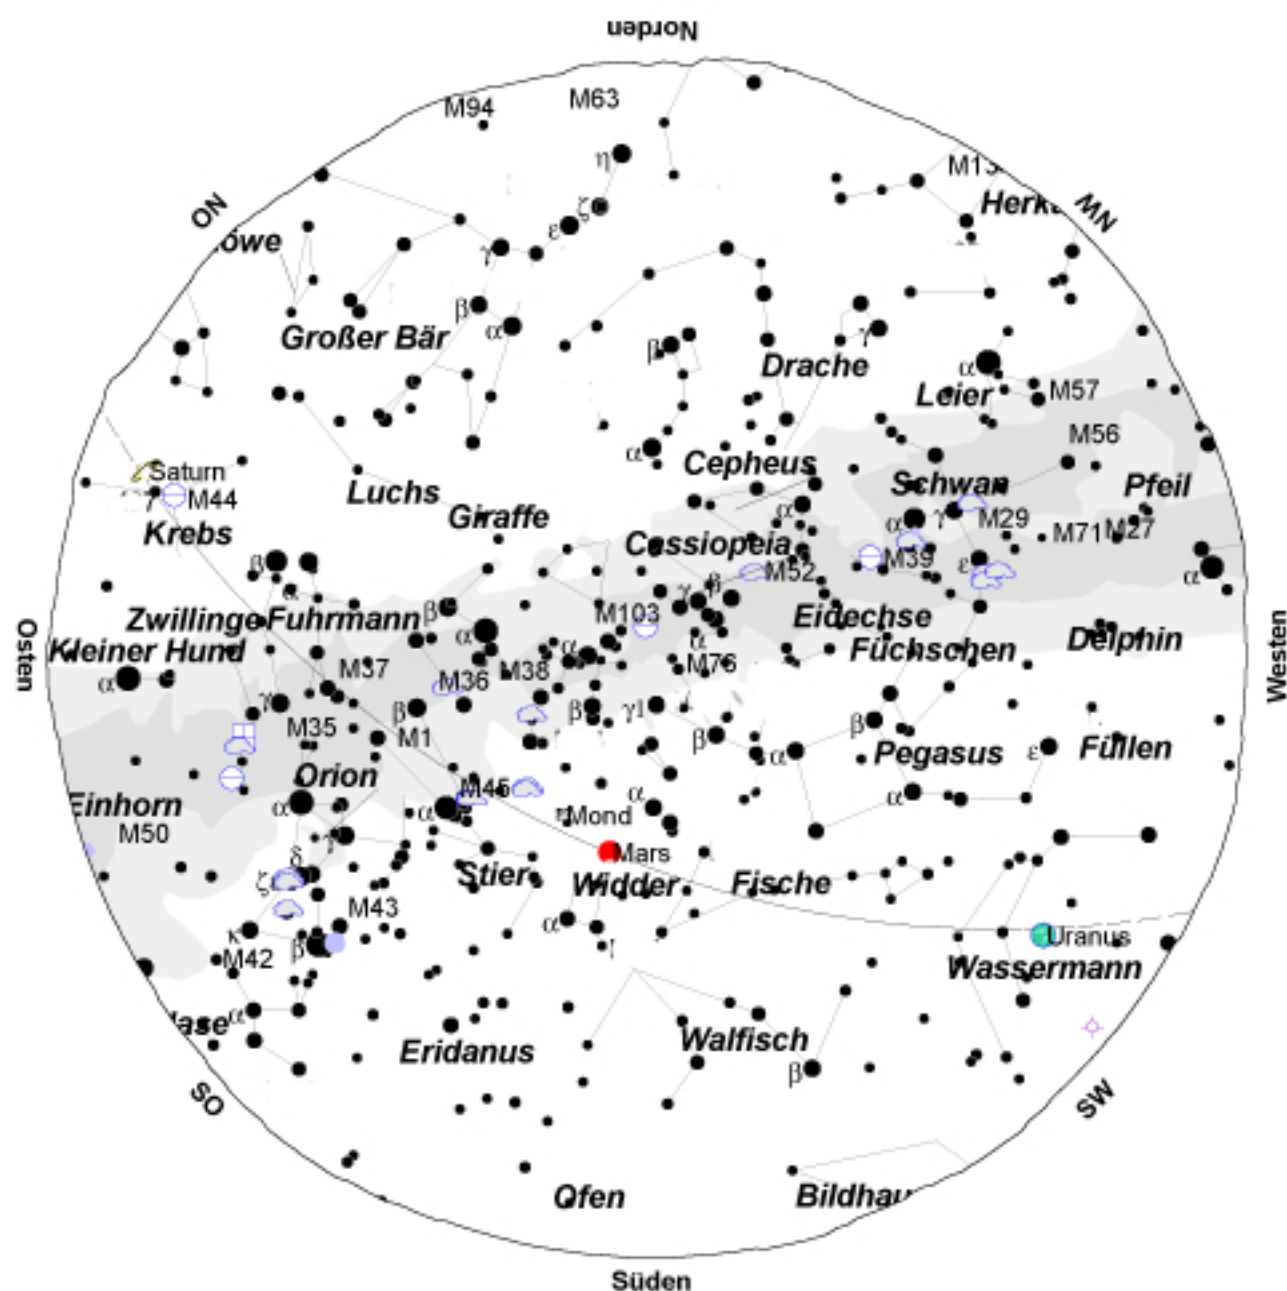 Norden
M94
M63
η
M13
ζ
NO
NW
ε
γ
β
α
Großer Bär
β
γ
Drache
α
Leier
M57
α
M56
Cepheus
Saturn
M44
Luchs
Schwan
Pfeil
Krebs
Giraffe
α
α
γ
M29
M71
M27
Cassiopeia
M39
M52
ε
β
α
γ
β
Zwillinge
Fuhrmann
β
M103
Eidechse
Osten
Westen
Kleiner Hund
α
α
α
Füchschen
Delphin
α
M37
M36
M38
M76
γ
M35
β
M1
β
γ1
β
β
Pegasus
ε
Füllen
α
Orion
α
Einhorn
M50
α
M45
α
α
Mond
γ
Mars
δ
ζ
Stier
Widder
Fische
M43
κ
M42
β
α
Uranus
Wassermann
α
Eridanus
Walfisch
β
SO
SW
Ofen
Bildhau
Süden